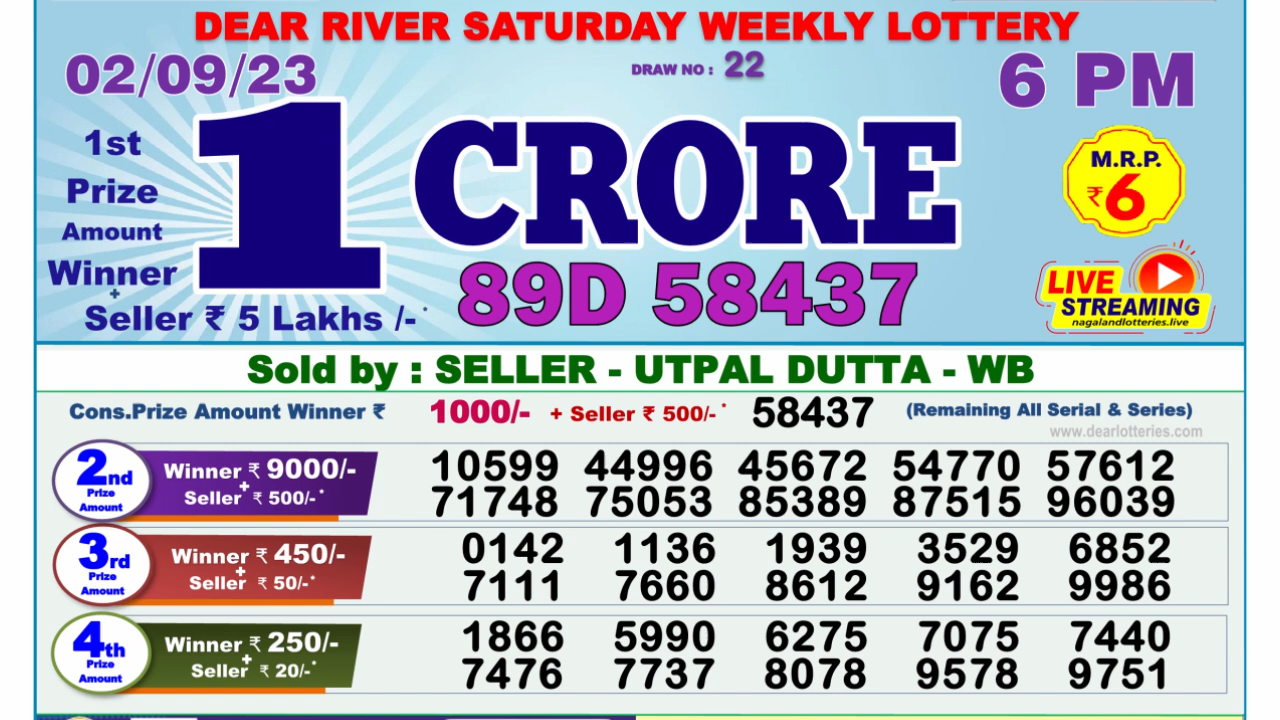 DEAR RIVER SATURDAY WEEKLY LOTTERY
02/09/23
DRAW NO : 22
6 PM
1st
Prize
Amount
Winner
+
Seller ₹ 5 Lakhs /-*
1 CRORE
89D 58437
M.R.P.
₹6
LIVE
STREAMING
nagalandlotteries.live
Sold by : SELLER - UTPAL DUTTA - WB
Cons.Prize Amount Winner ₹ 1000/- + Seller ₹ 500/-* 58437 (Remaining All Serial & Series)
www.dearlotteries.com
2nd
Prize
Amount
Winner ₹ 9000/-
+
Seller ₹ 500/-*
10599 44996 45672 54770 57612
71748 75053 85389 87515 96039
3rd
Prize
Amount
Winner ₹ 450/-
+
Seller ₹ 50/-*
0142 1136 1939 3529 6852
7111 7660 8612 9162 9986
4th
Prize
Amount
Winner ₹ 250/-
+
Seller ₹ 20/-*
1866 5990 6275 7075 7440
7476 7737 8078 9578 9751